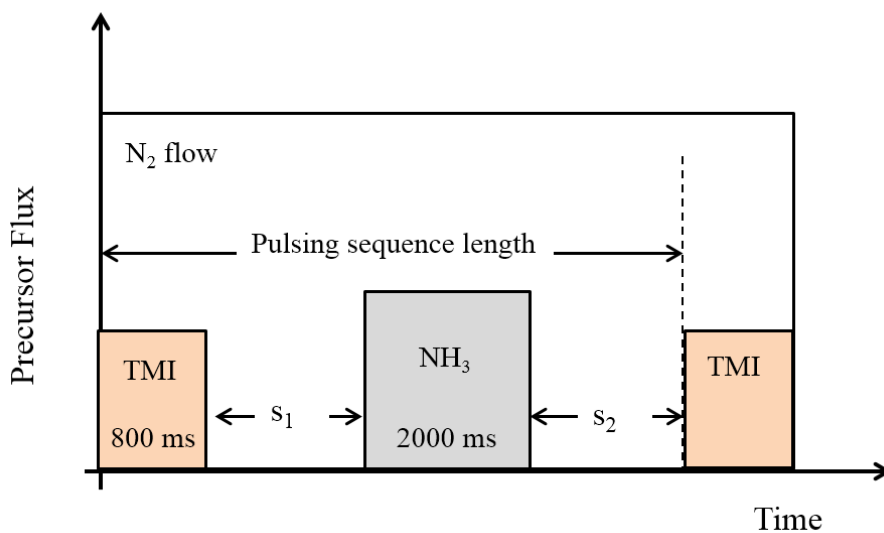 Precursor Flux
N₂ flow
Pulsing sequence length
TMI
800 ms
s₁
NH₃
2000 ms
s₂
TMI
Time